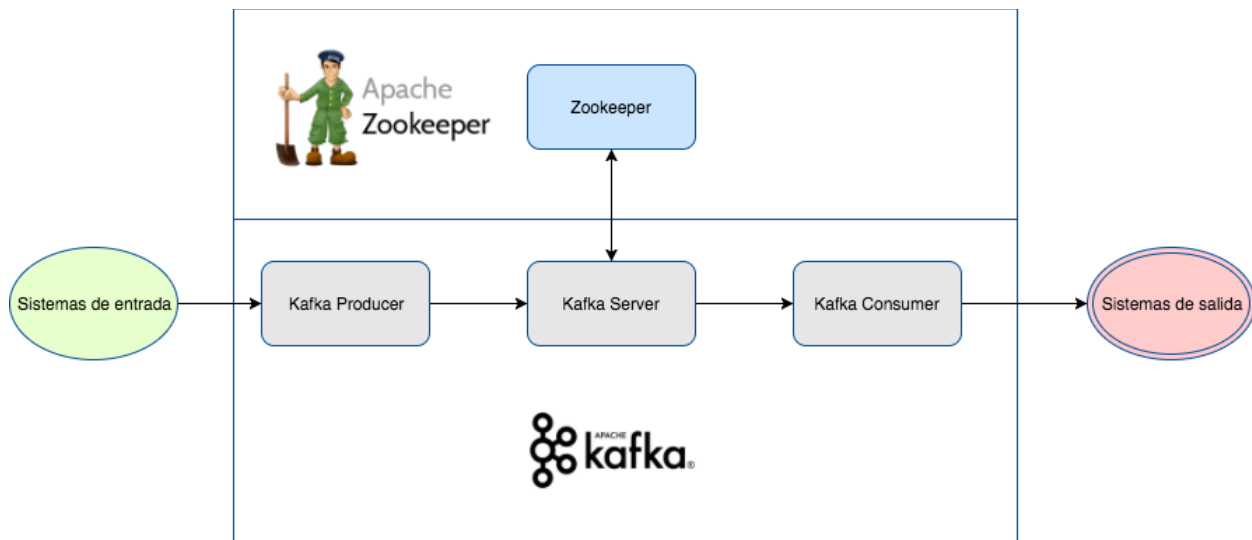 Apache
Zookeeper
Zookeeper
Sistemas de entrada
Kafka Producer
Kafka Server
Kafka Consumer
Sistemas de salida
APACHE
kafka®